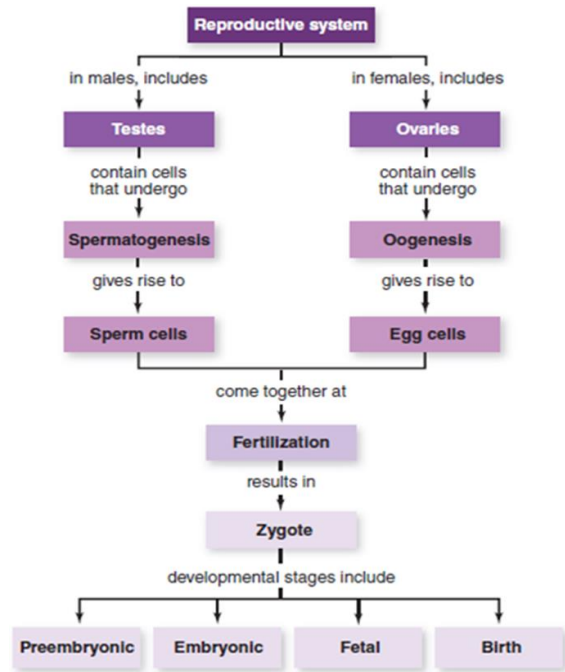 Reproductive system
in males, includes
in females, includes
Testes
Ovaries
contain cells
that undergo
contain cells
that undergo
Spermatogenesis
Oogenesis
gives rise to
gives rise to
Sperm cells
Egg cells
come together at
Fertilization
results in
Zygote
developmental stages include
Preembryonic
Embryonic
Fetal
Birth